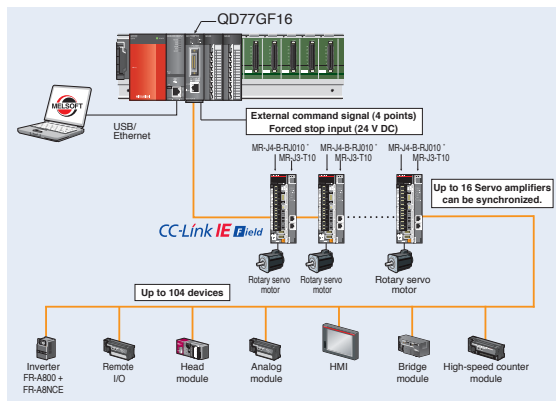 QD77GF16
MELSOFT
USB/
Ethernet
External command signal (4 points)
Forced stop input (24 V DC)
MR-J4-B-RJ010 * MR-J4-B-RJ010 * MR-J4-B-RJ010 *
MR-J3-T10 MR-J3-T10 MR-J3-T10
Up to 16 Servo amplifiers
can be synchronized.
CC-Link IE Field
Rotary servo
motor
Rotary servo
motor
Rotary servo
motor
Up to 104 devices
Inverter
FR-A800 +
FR-A8NCE
Remote
I/O
Head
module
Analog
module
HMI
Bridge
module
High-speed counter
module